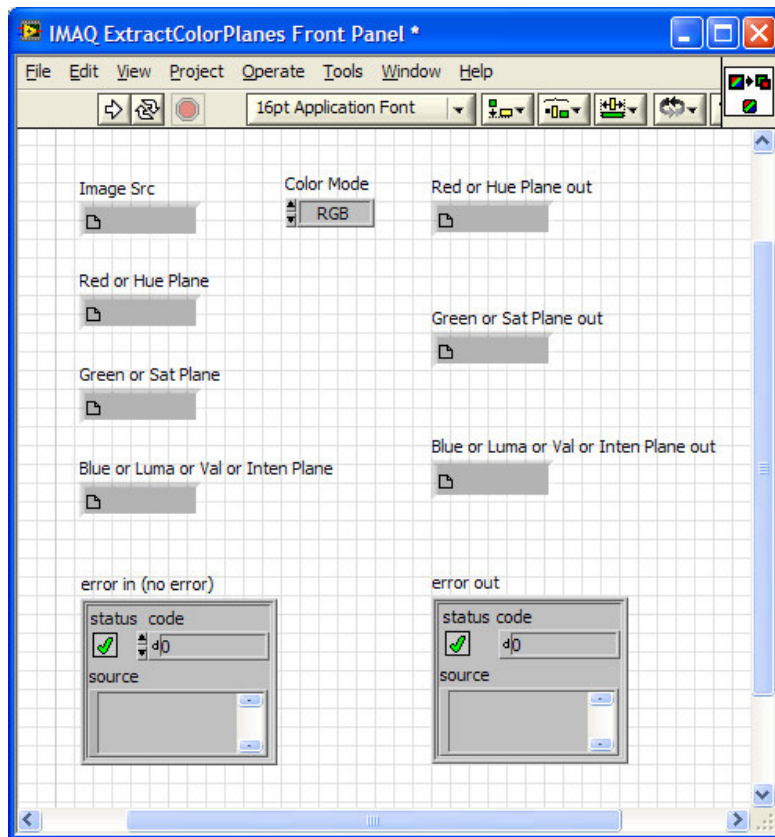 IMAQ ExtractColorPlanes Front Panel *
File Edit View Project Operate Tools Window Help
16pt Application Font
Image Src
Color Mode
RGB
Red or Hue Plane out
Red or Hue Plane
Green or Sat Plane out
Green or Sat Plane
Blue or Luma or Val or Inten Plane out
Blue or Luma or Val or Inten Plane
error in (no error)
status code
d0
source
error out
status code
d0
source